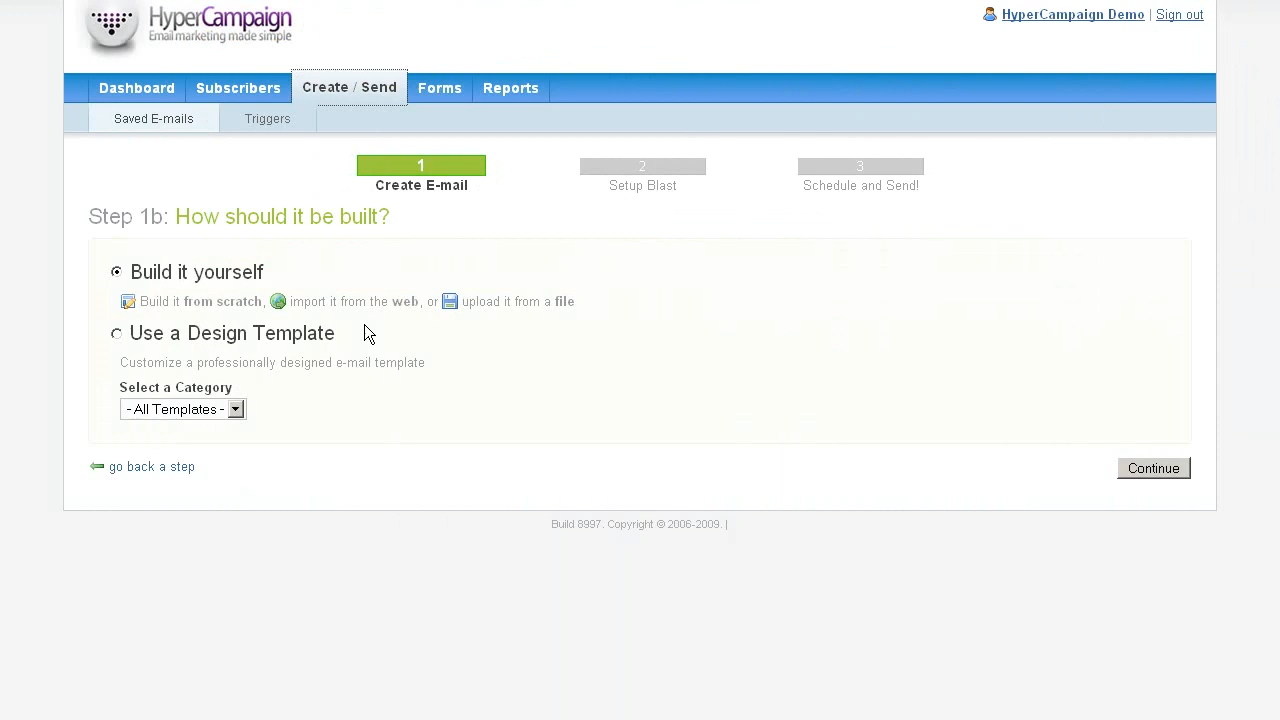 HyperCampaign
Email marketing made simple
HyperCampaign Demo | Sign out
Dashboard Subscribers Create / Send Forms Reports
Saved E-mails Triggers
1 2 3
Create E-mail Setup Blast Schedule and Send!
Step 1b: How should it be built?
Build it yourself
Build it from scratch, import it from the web, or upload it from a file
Use a Design Template
Customize a professionally designed e-mail template
Select a Category
- All Templates -
go back a step Continue
Build 8997. Copyright © 2006-2009. |